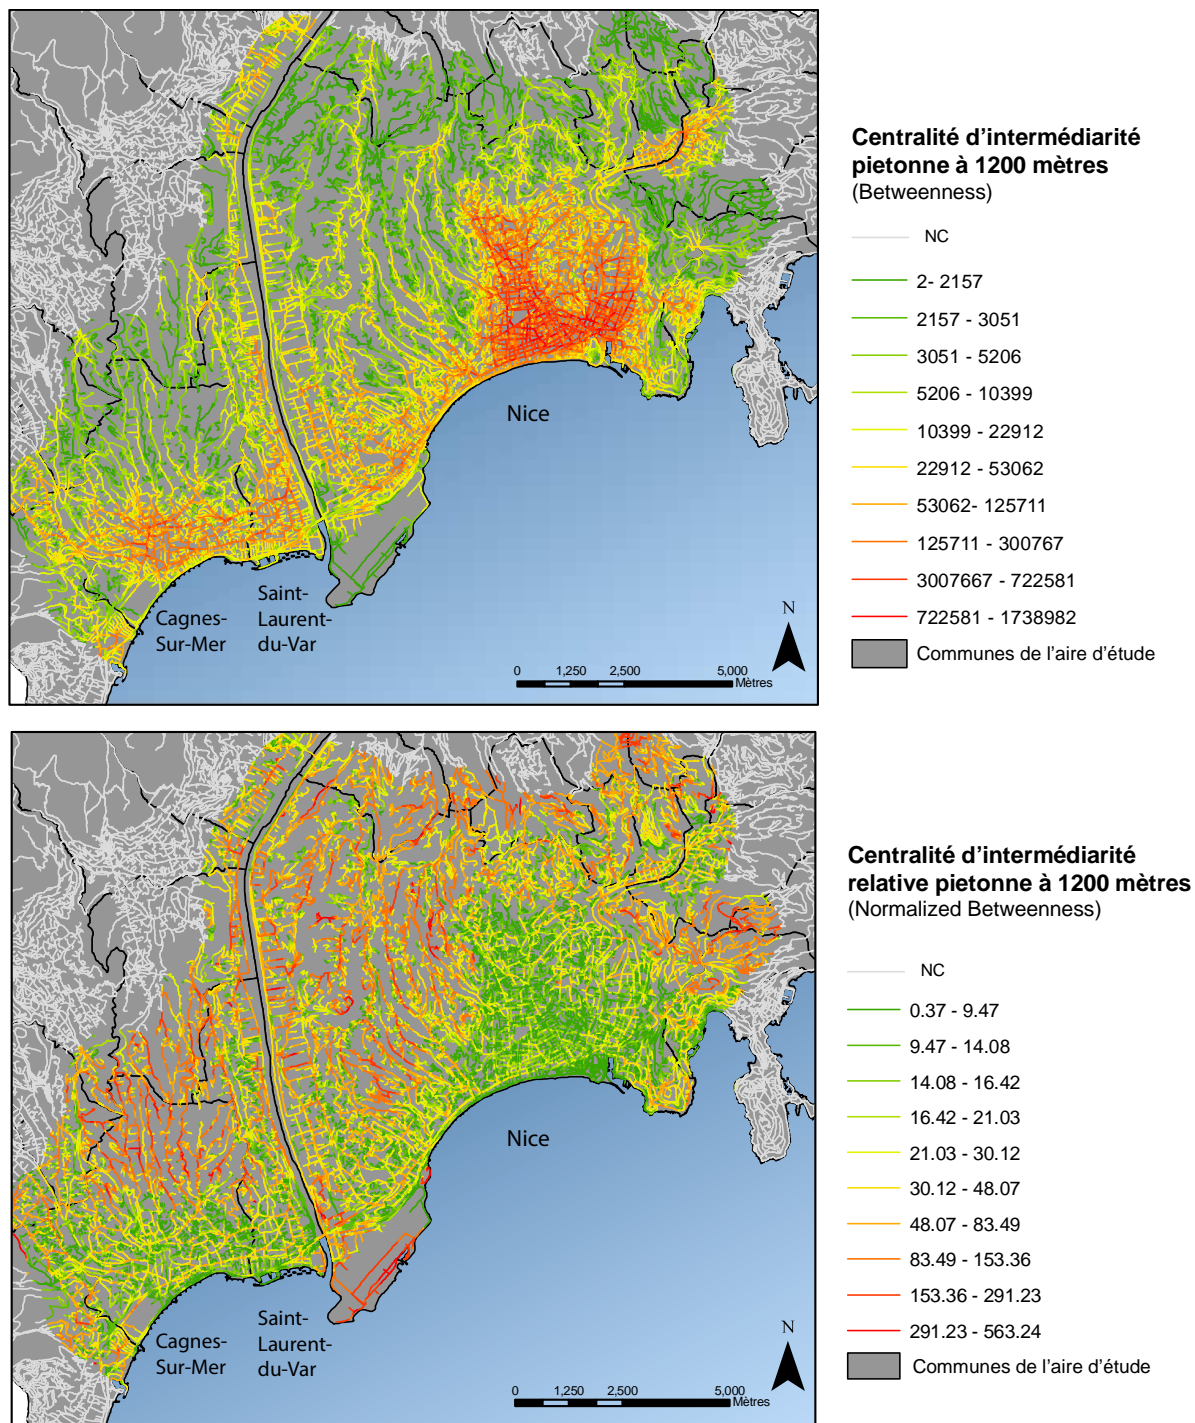 Centralité d'intermédiarité
pietonne à 1200 mètres
(Betweenness)
NC
2- 2157
2157 - 3051
3051 - 5206
5206 - 10399
10399 - 22912
22912 - 53062
53062- 125711
125711 - 300767
3007667 - 722581
722581 - 1738982
Communes de l'aire d'étude
Nice
Saint-
Laurent-
du-Var
Cagnes-
Sur-Mer
N
0 1,250 2,500 5,000
Mètres
Centralité d'intermédiarité
relative pietonne à 1200 mètres
(Normalized Betweenness)
NC
0.37 - 9.47
9.47 - 14.08
14.08 - 16.42
16.42 - 21.03
21.03 - 30.12
30.12 - 48.07
48.07 - 83.49
83.49 - 153.36
153.36 - 291.23
291.23 - 563.24
Communes de l'aire d'étude
Nice
Saint-
Laurent-
du-Var
Cagnes-
Sur-Mer
N
0 1,250 2,500 5,000
Mètres